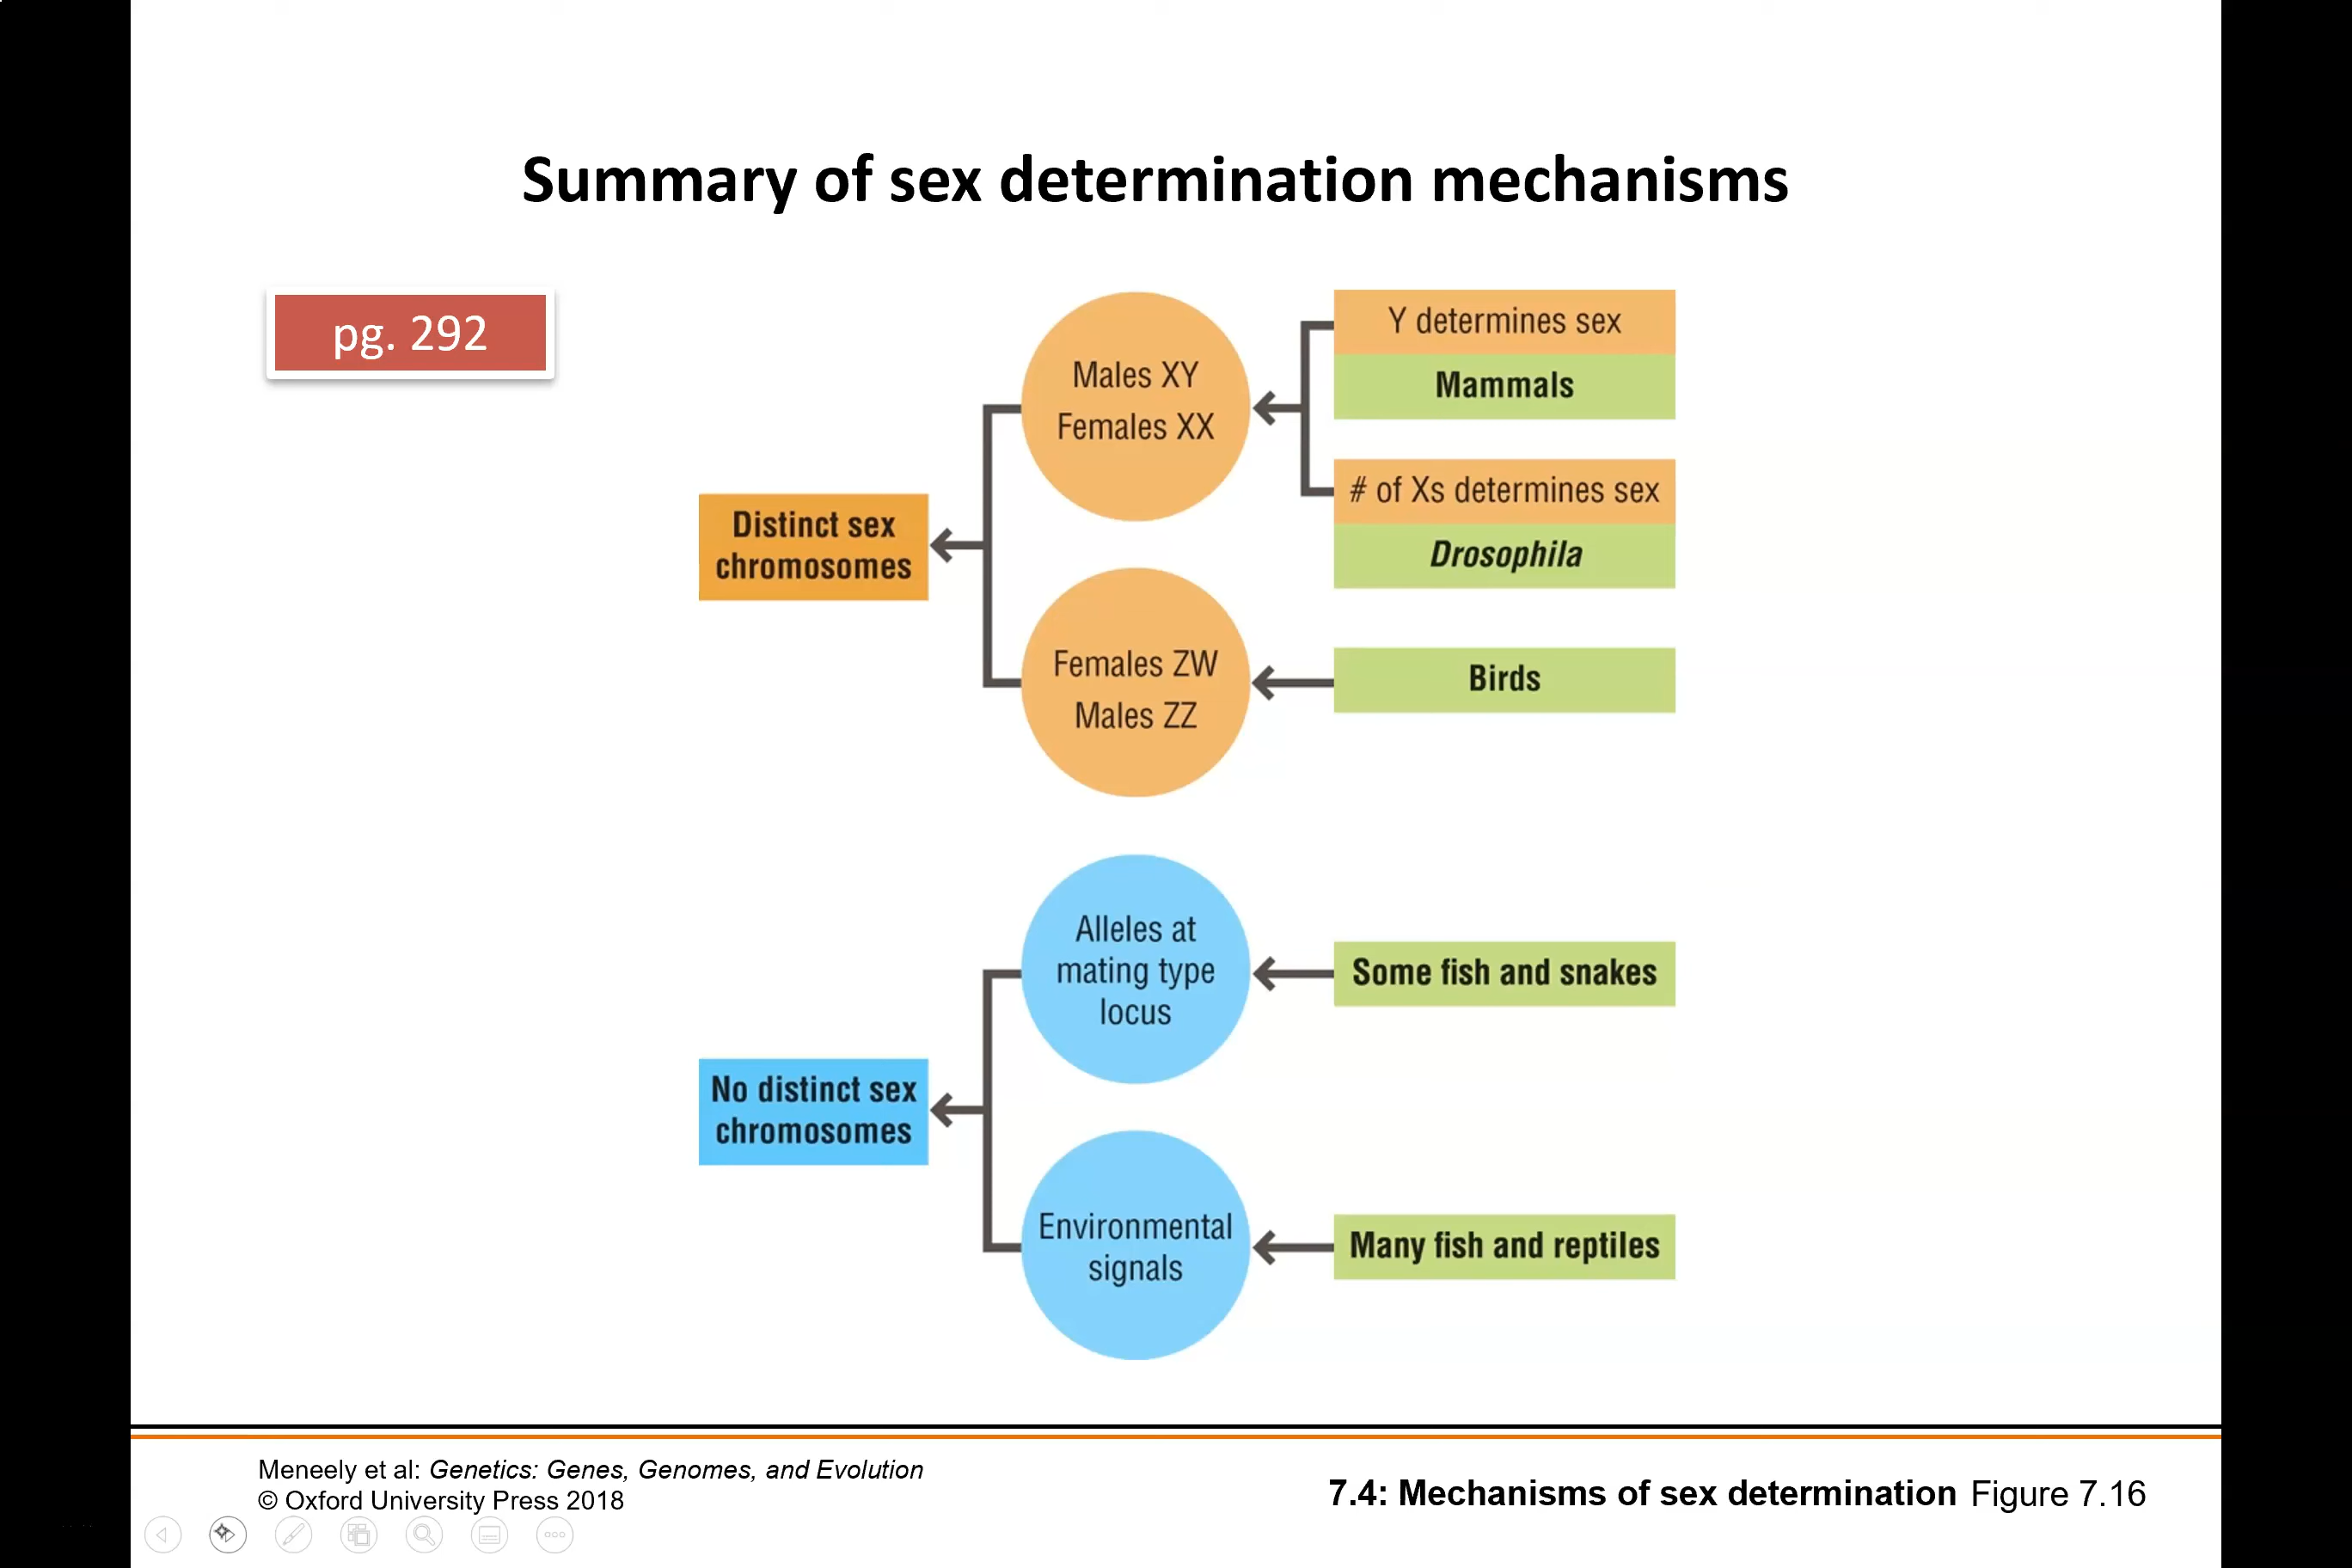 Summary of sex determination mechanisms
pg. 292
Males XY
Females XX
Y determines sex
Mammals
# of Xs determines sex
Drosophila
Distinct sex
chromosomes
Females ZW
Males ZZ
Birds
Alleles at
mating type
locus
Some fish and snakes
No distinct sex
chromosomes
Environmental
signals
Many fish and reptiles
Meneely et al: Genetics: Genes, Genomes, and Evolution
© Oxford University Press 2018
7.4: Mechanisms of sex determination Figure 7.16